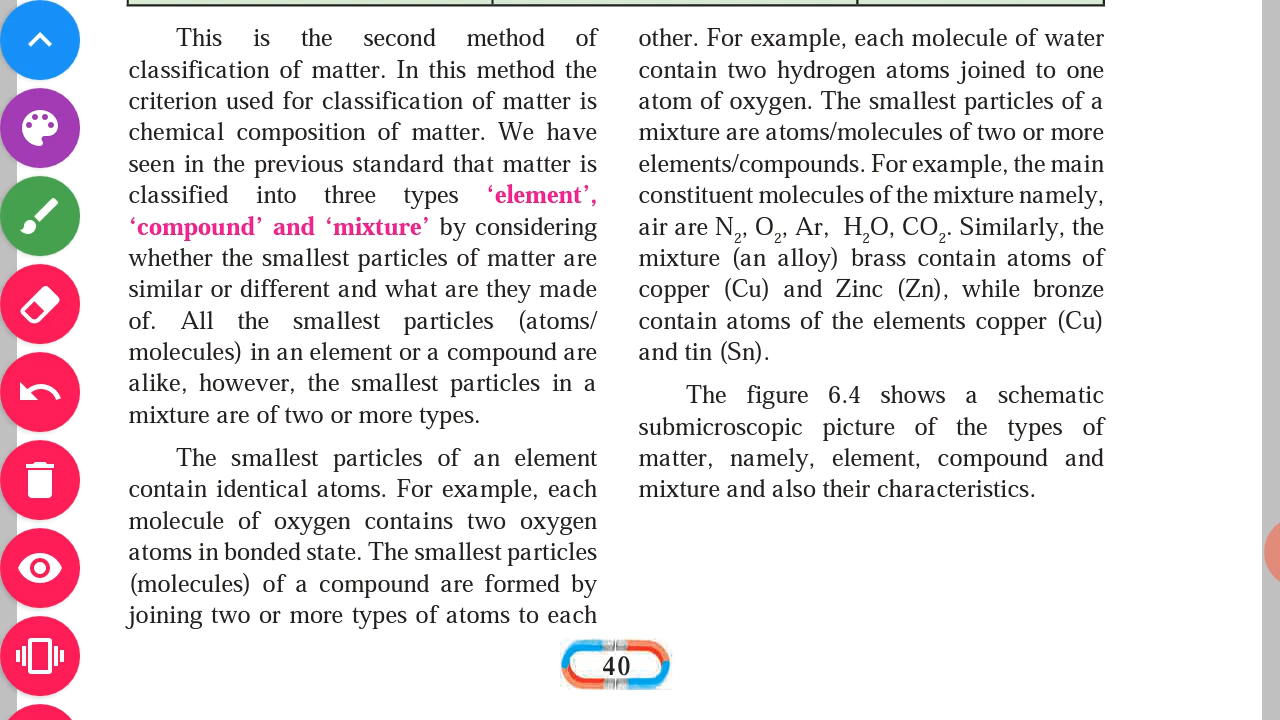 This is the second method of
classification of matter. In this method the
criterion used for classification of matter is
chemical composition of matter. We have
seen in the previous standard that matter is
classified into three types ‘element’,
‘compound’ and ‘mixture’ by considering
whether the smallest particles of matter are
similar or different and what are they made
of. All the smallest particles (atoms/
molecules) in an element or a compound are
alike, however, the smallest particles in a
mixture are of two or more types.
The smallest particles of an element
contain identical atoms. For example, each
molecule of oxygen contains two oxygen
atoms in bonded state. The smallest particles
(molecules) of a compound are formed by
joining two or more types of atoms to each
other. For example, each molecule of water
contain two hydrogen atoms joined to one
atom of oxygen. The smallest particles of a
mixture are atoms/molecules of two or more
elements/compounds. For example, the main
constituent molecules of the mixture namely,
air are N₂, O₂, Ar, H₂O, CO₂. Similarly, the
mixture (an alloy) brass contain atoms of
copper (Cu) and Zinc (Zn), while bronze
contain atoms of the elements copper (Cu)
and tin (Sn).
The figure 6.4 shows a schematic
submicroscopic picture of the types of
matter, namely, element, compound and
mixture and also their characteristics.
40